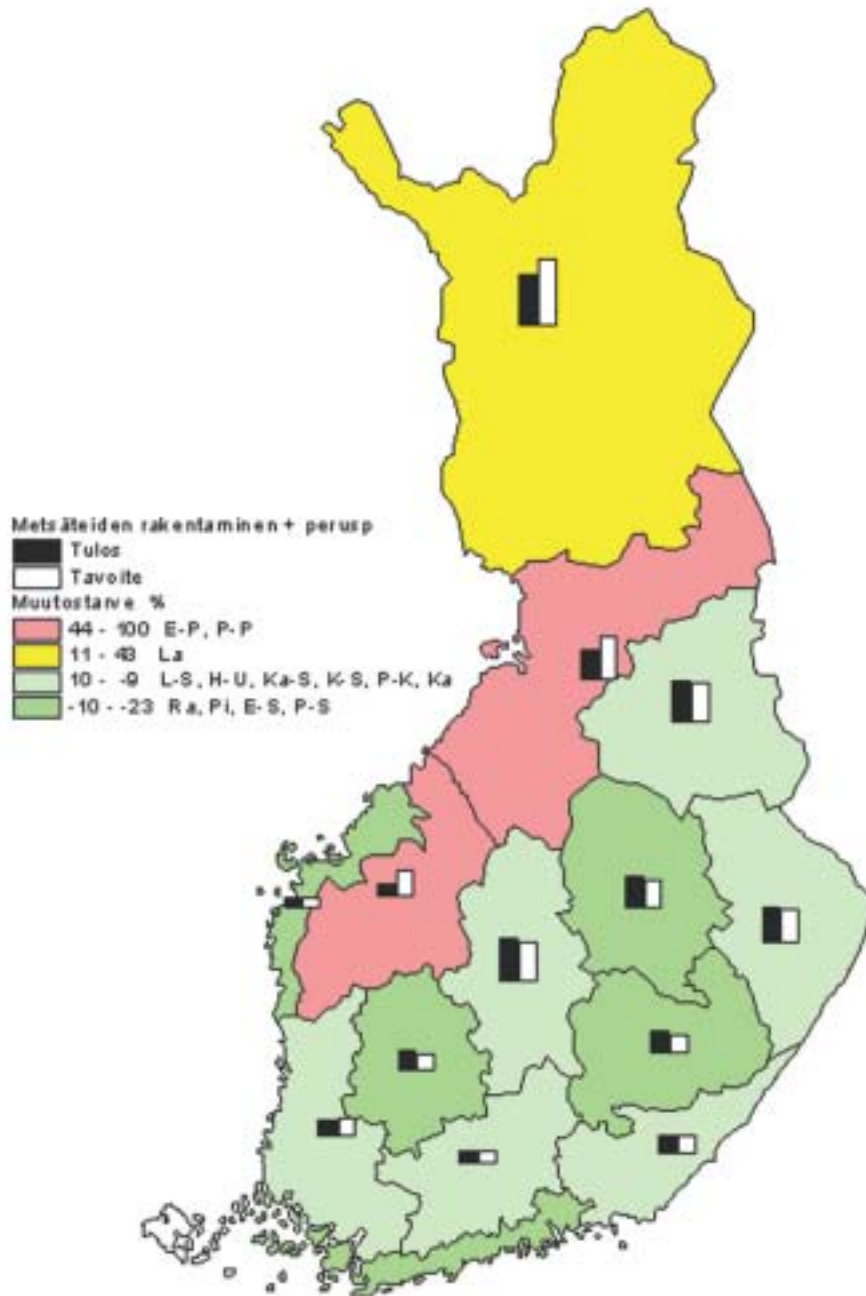 Metsäteiden rakentaminen + perusp
Tulos
Tavoite
Muutostarve %
44 - 100 E-P, P-P
11 - 43 La
10 - -9 L-S, H-U, Ka-S, K-S, P-K, Ka
-10 - -23 Ra, Pi, E-S, P-S